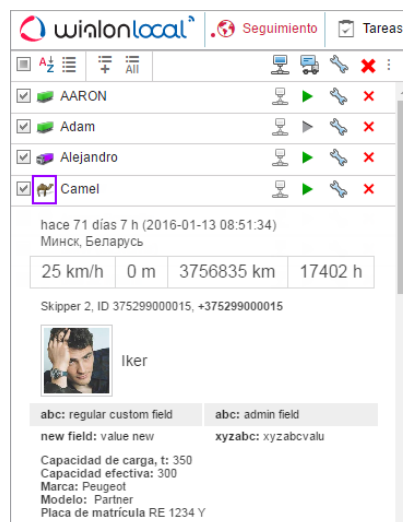 wialon local
Seguimiento
Tareas
All
AARON
Adam
Alejandro
Camel
hace 71 días 7 h (2016-01-13 08:51:34)
Минск, Беларусь
25 km/h 0 m 3756835 km 17402 h
Skipper 2, ID 375299000015, +375299000015
Iker
abc: regular custom field abc: admin field
new field: value new xyzabc: xyzabcvalu
Capacidad de carga, t: 350
Capacidad efectiva: 300
Marca: Peugeot
Modelo: Partner
Placa de matrícula RE 1234 Y